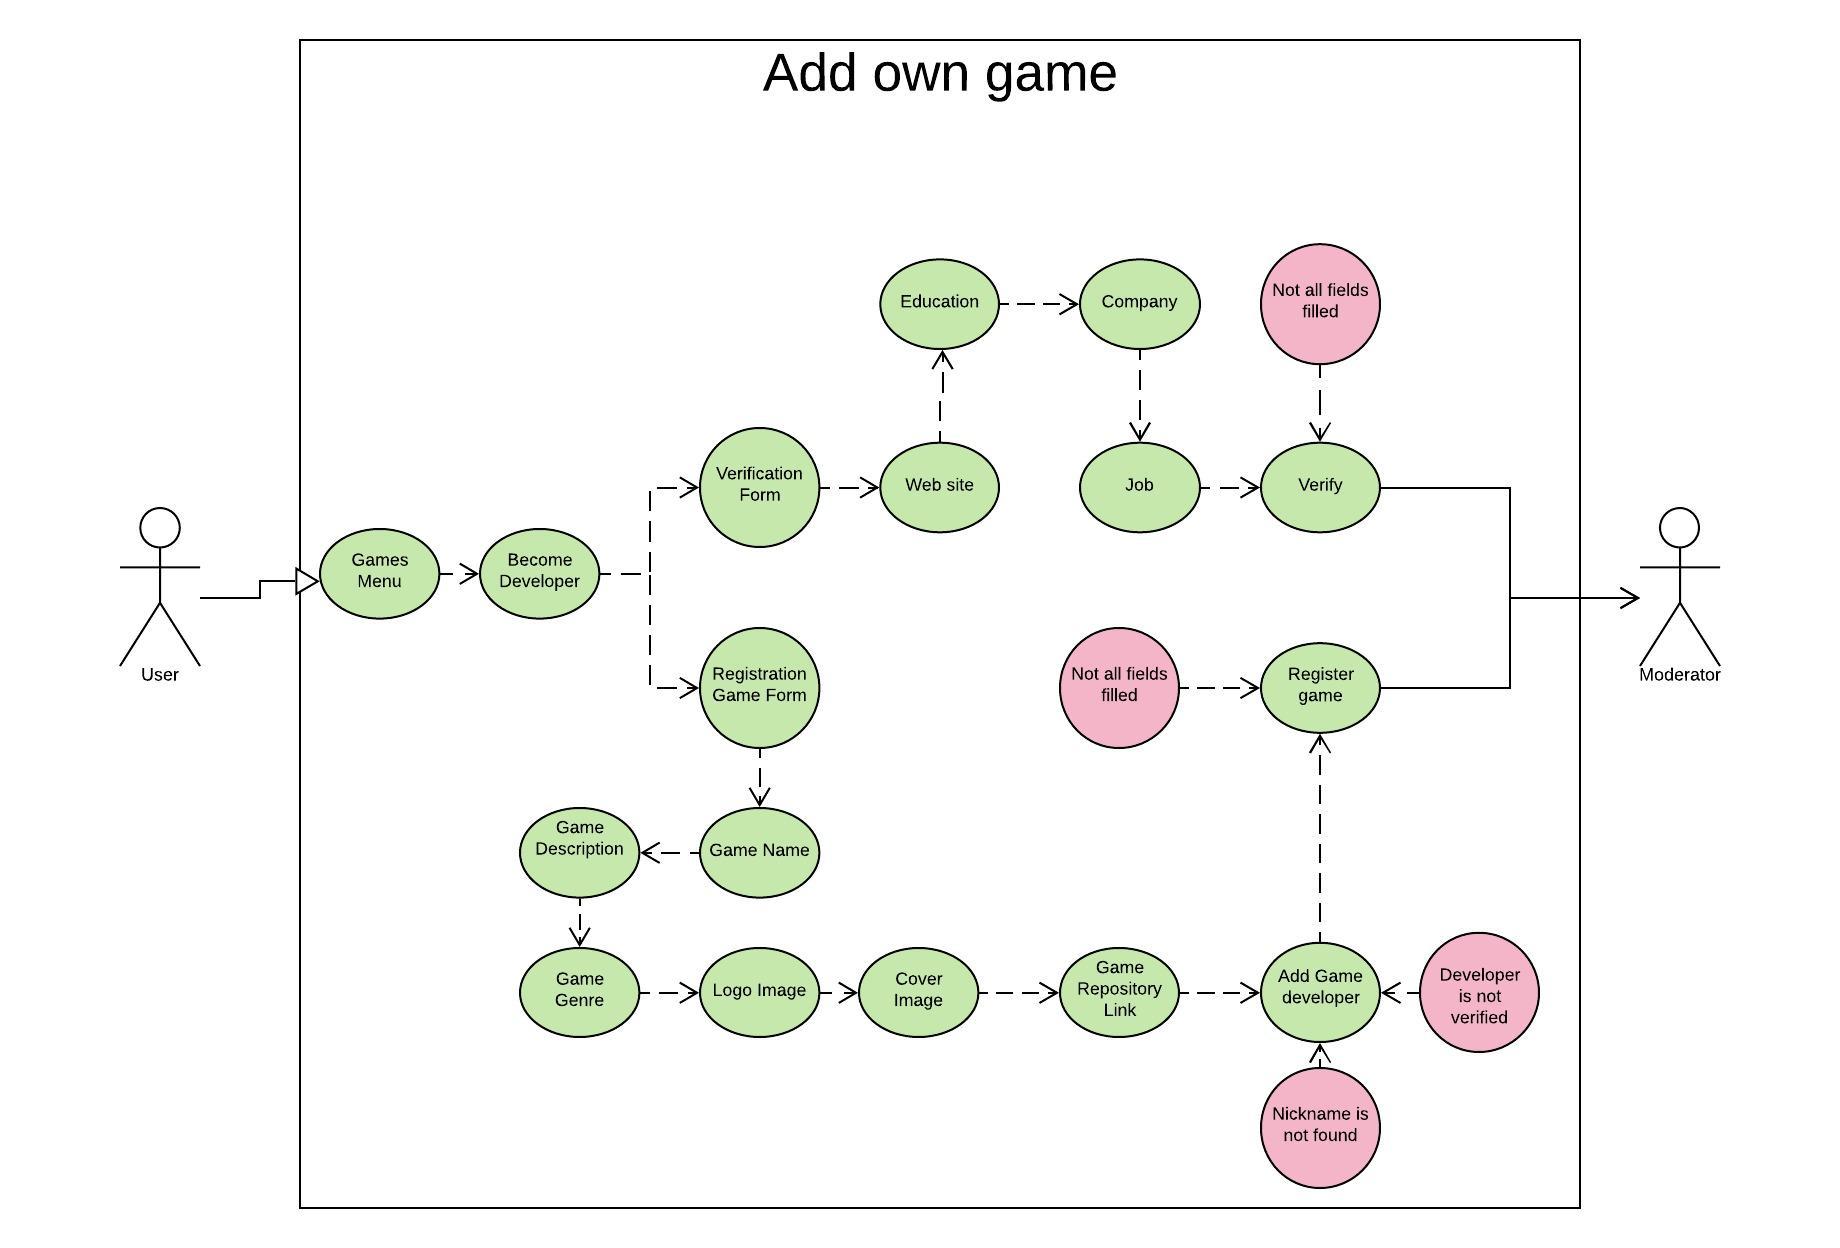 Add own game
Education
Company
Not all fields
filled
Verification
Form
Web site
Job
Verify
Games
Menu
Become
Developer
User
Registration
Game Form
Not all fields
filled
Register
game
Moderator
Game
Description
Game Name
Game
Genre
Logo Image
Cover
Image
Game
Repository
Link
Add Game
developer
Developer
is not
verified
Nickname is
not found